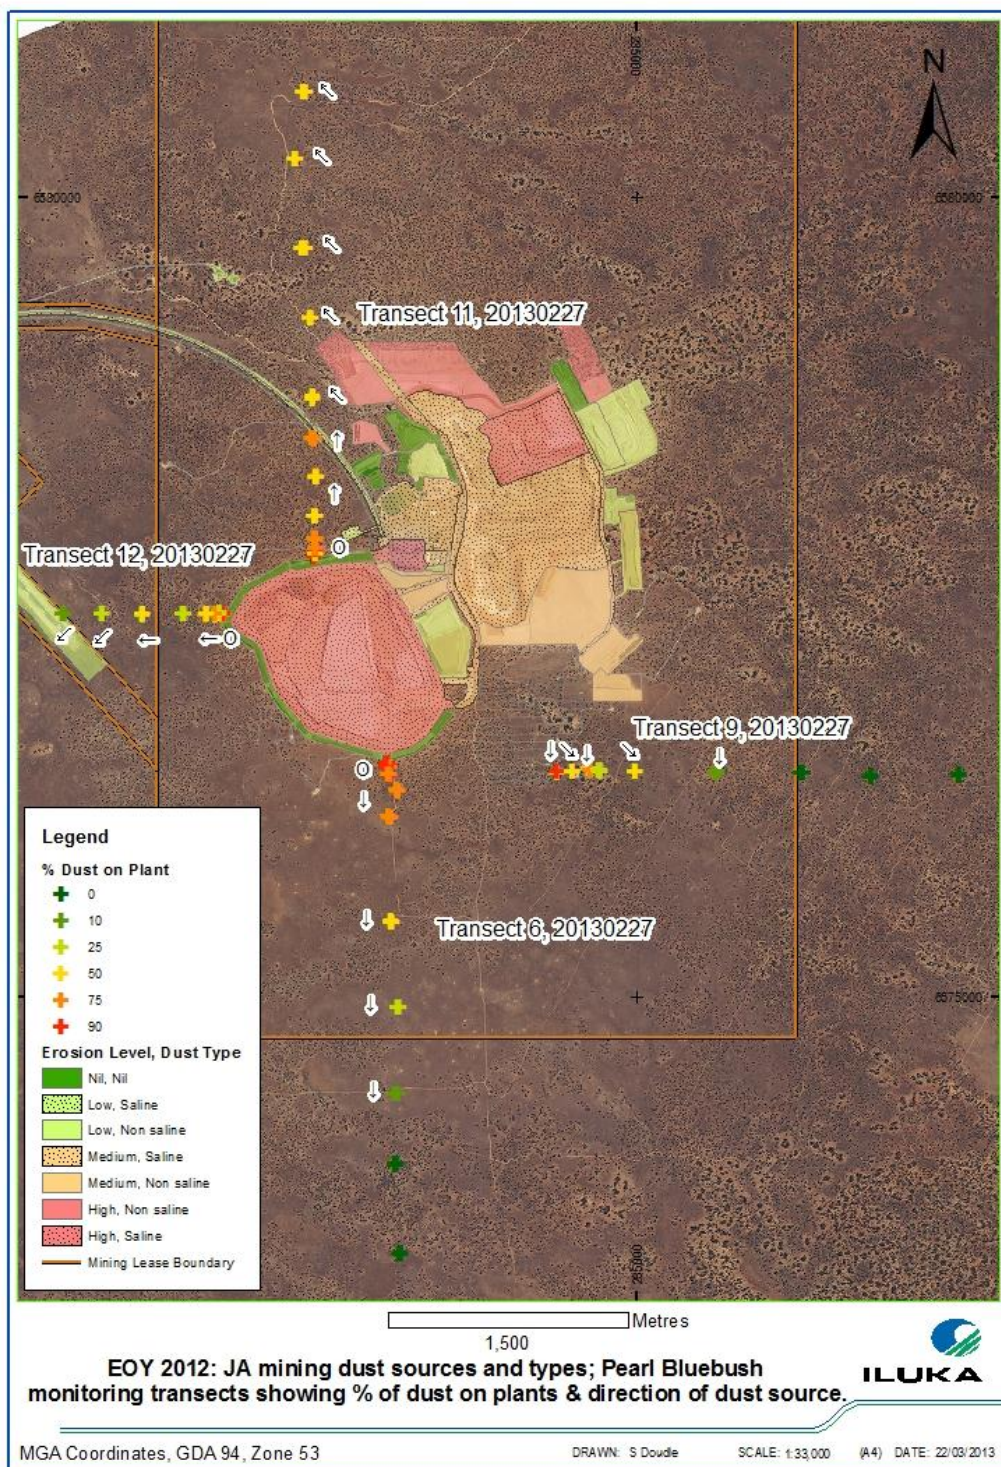 285000
N
6580000
6580000
Transect 11, 20130227
O
Transect 12, 20130227
O
Transect 9, 20130227
O
Transect 6, 20130227
6575000
285000
Legend
% Dust on Plant
0
10
25
50
75
90
Erosion Level, Dust Type
Nil, Nil
Low, Saline
Low, Non saline
Medium, Saline
Medium, Non saline
High, Non saline
High, Saline
Mining Lease Boundary
Metres
1,500
EOY 2012: JA mining dust sources and types; Pearl Bluebush
monitoring transects showing % of dust on plants & direction of dust source.
ILUKA
MGA Coordinates, GDA 94, Zone 53
DRAWN: S Doudle
SCALE: 1:33,000
(A4) DATE: 22/03/2013